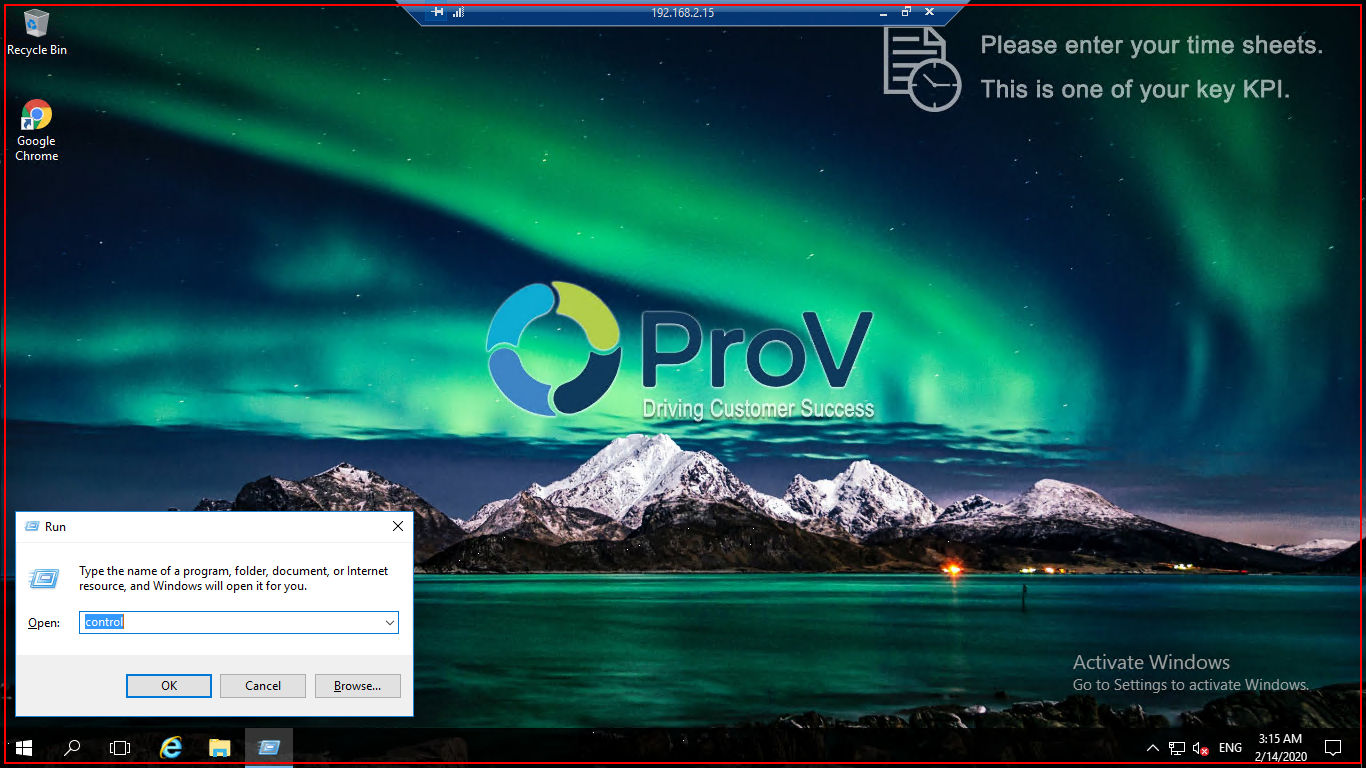 192.168.2.15
Recycle Bin
Please enter your time sheets.
This is one of your key KPI.
Google
Chrome
ProV
Driving Customer Success
Run
Type the name of a program, folder, document, or Internet
resource, and Windows will open it for you.
Open:
control
OK
Cancel
Browse...
Activate Windows
Go to Settings to activate Windows.
ENG
3:15 AM
2/14/2020